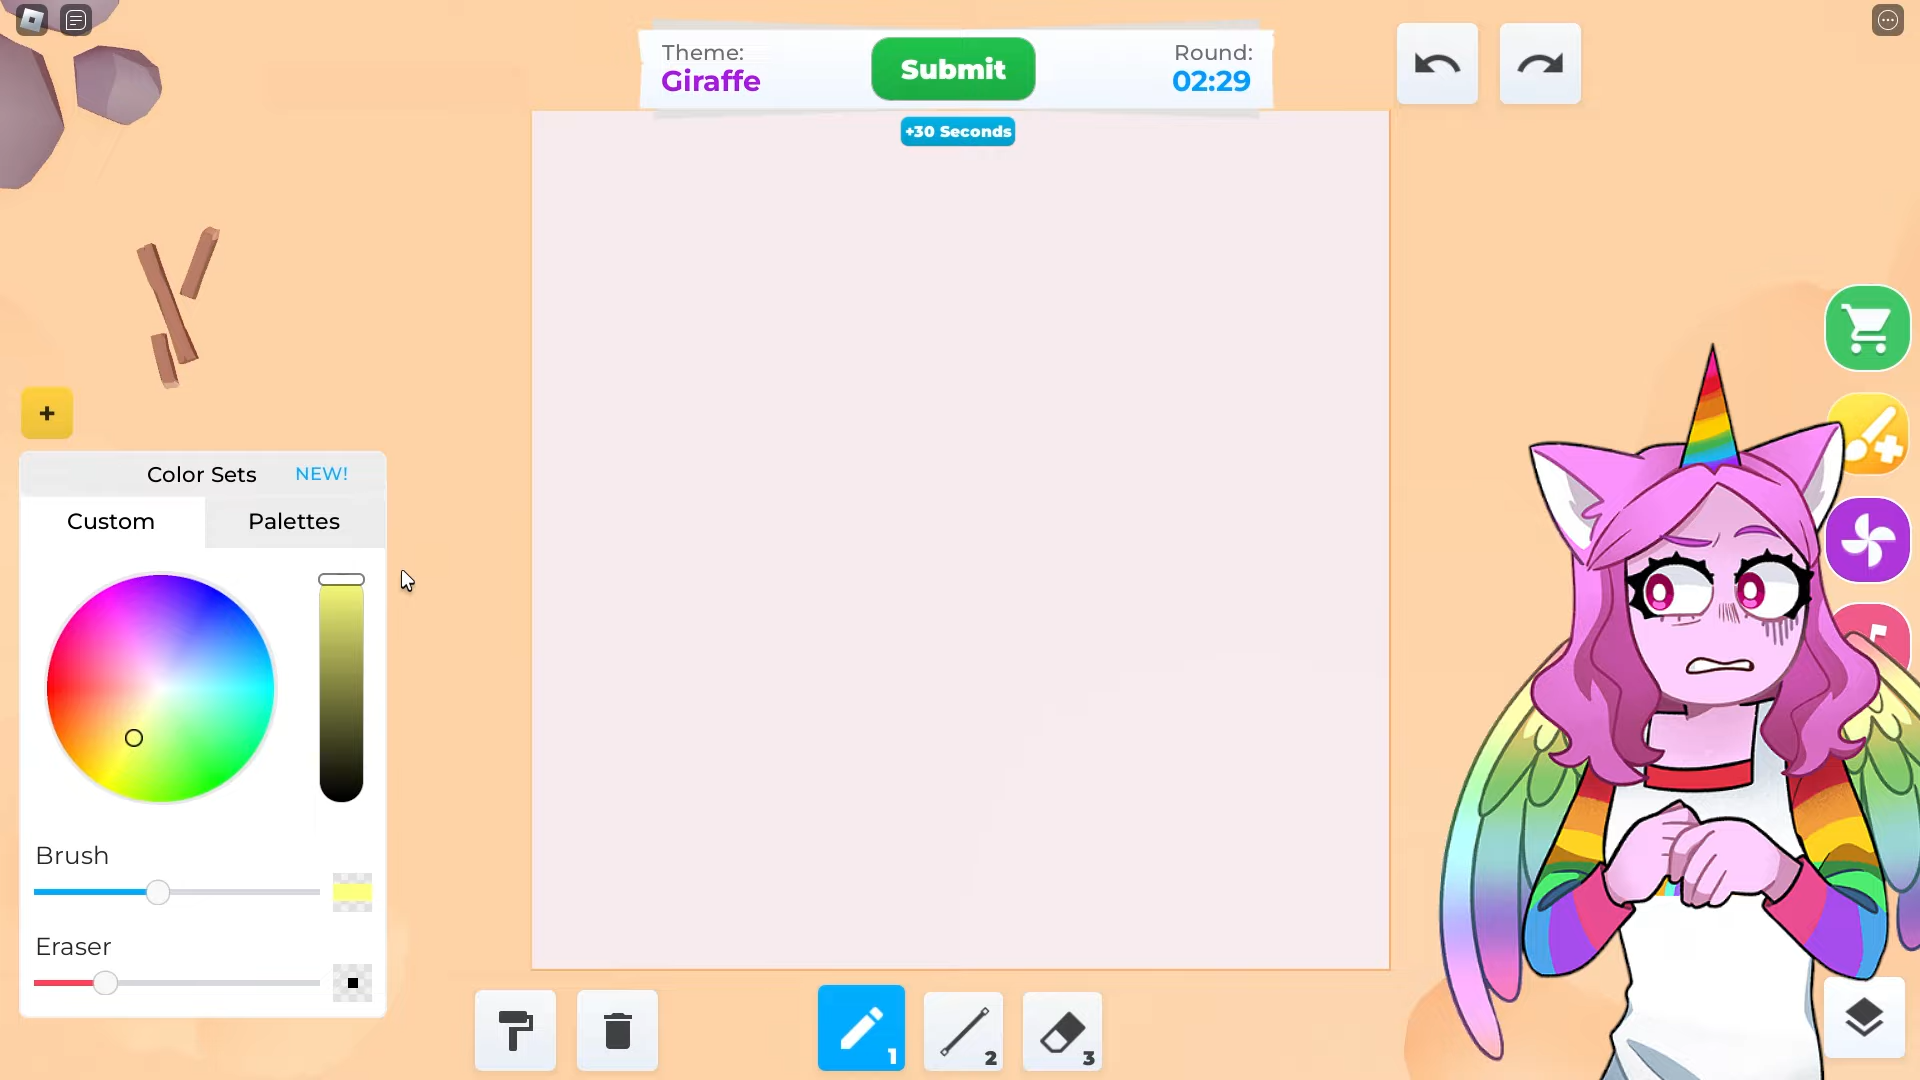 Theme:
Giraffe
Submit
Round:
02:29
+30 Seconds
+
Color Sets NEW!
Custom Palettes
Brush
Eraser
1
2
3